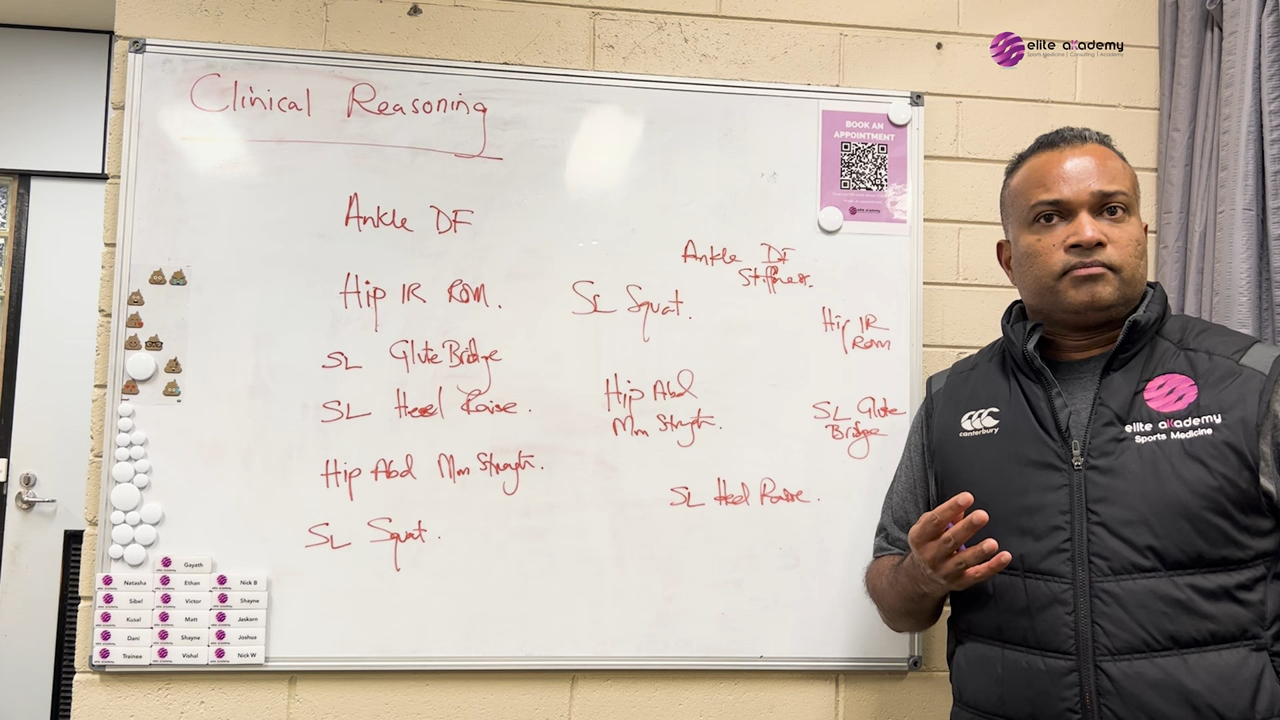 elite aKademy
Sports Medicine | Consulting | Academy
Clinical Reasoning
BOOK AN
APPOINTMENT
elite aKademy
Ankle DF
Hip IR ROM.
SL Glute Bridge
SL Heel Raise.
Hip Abd Mm Strength.
SL Squat.
Ankle DF
Stiffness.
SL Squat.
Hip IR
ROM
Hip Abd
Mm Strength.
SL Glute
Bridge
SL Heel Raise.
canterbury
elite aKademy
Sports Medicine
Gayath
Natasha Ethan Nick B
Sibel Victor Shayne
Kusal Matt Jaskarn
Dani Shayne Joshua
Trainee Vishal Nick W